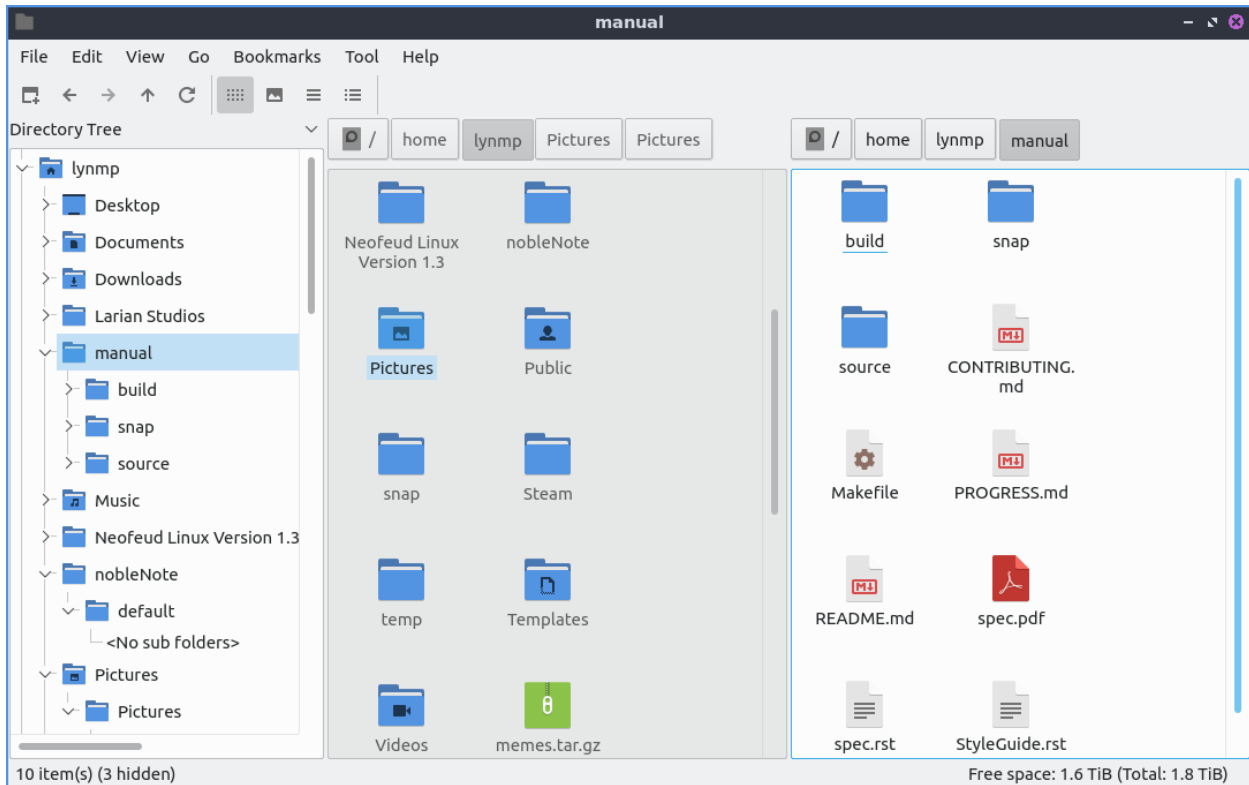 manual
File Edit View Go Bookmarks Tool Help
Directory Tree
lynmp
Desktop
Documents
Downloads
Larian Studios
manual
build
snap
source
Music
Neofeud Linux Version 1.3
nobleNote
default
<No sub folders>
Pictures
Pictures
/ home lynmp Pictures Pictures
Neofeud Linux
Version 1.3
nobleNote
Pictures
Public
snap
Steam
temp
Templates
Videos
memes.tar.gz
/ home lynmp manual
build
snap
source
CONTRIBUTING.
md
Makefile
PROGRESS.md
README.md
spec.pdf
spec.rst
StyleGuide.rst
10 item(s) (3 hidden)
Free space: 1.6 TiB (Total: 1.8 TiB)